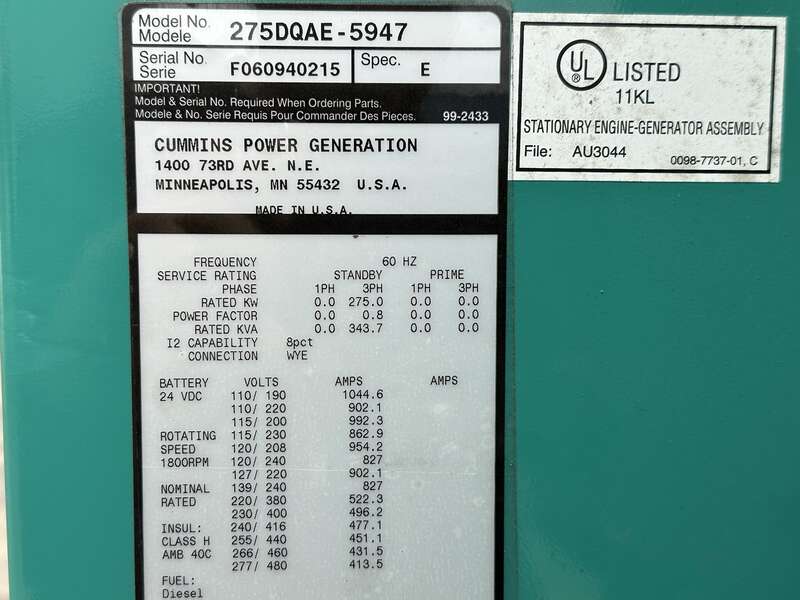 Model No.
Modele
275DQAE-5947
Serial No.
Serie
F060940215
Spec.
E
IMPORTANT!
Model & Serial No. Required When Ordering Parts.
Modele & No. Serie Requis Pour Commander Des Pieces. 99-2433
CUMMINS POWER GENERATION
1400 73RD AVE. N.E.
MINNEAPOLIS, MN 55432 U.S.A.
MADE IN U.S.A.
FREQUENCY 60 HZ
SERVICE RATING STANDBY PRIME
PHASE 1PH 3PH 1PH 3PH
RATED KW 0.0 275.0 0.0 0.0
POWER FACTOR 0.0 0.8 0.0 0.0
RATED KVA 0.0 343.7 0.0 0.0
I2 CAPABILITY 8pct
CONNECTION WYE
BATTERY VOLTS AMPS AMPS
24 VDC 110/ 190 1044.6
110/ 220 902.1
115/ 200 992.3
ROTATING 115/ 230 862.9
SPEED 120/ 208 954.2
1800RPM 120/ 240 827
127/ 220 902.1
NOMINAL 139/ 240 827
RATED 220/ 380 522.3
230/ 400 496.2
INSUL: 240/ 416 477.1
CLASS H 255/ 440 451.1
AMB 40C 266/ 460 431.5
277/ 480 413.5
FUEL:
Diesel
UL ® LISTED
11KL
STATIONARY ENGINE-GENERATOR ASSEMBLY
File: AU3044 0098-7737-01, C